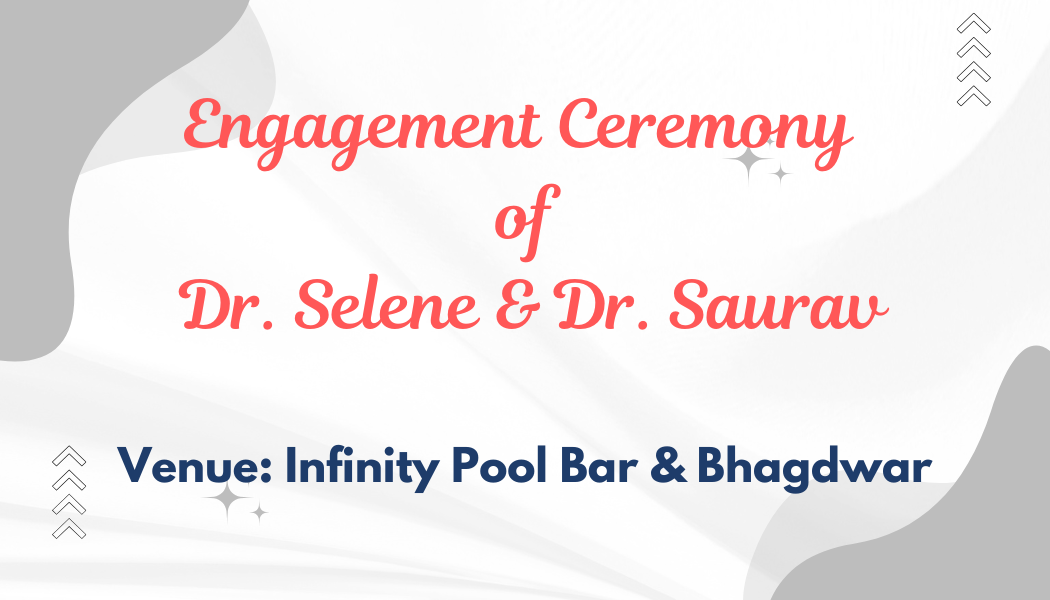 Engagement Ceremony
of
Dr. Selene & Dr. Saurav
Venue: Infinity Pool Bar & Bhagdwar